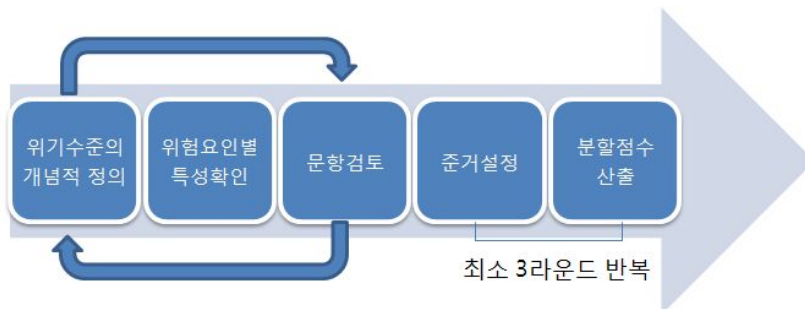 위기수준의
개념적 정의
위험요인별
특성확인
문항검토
준거설정
분할점수
산출
최소 3라운드 반복